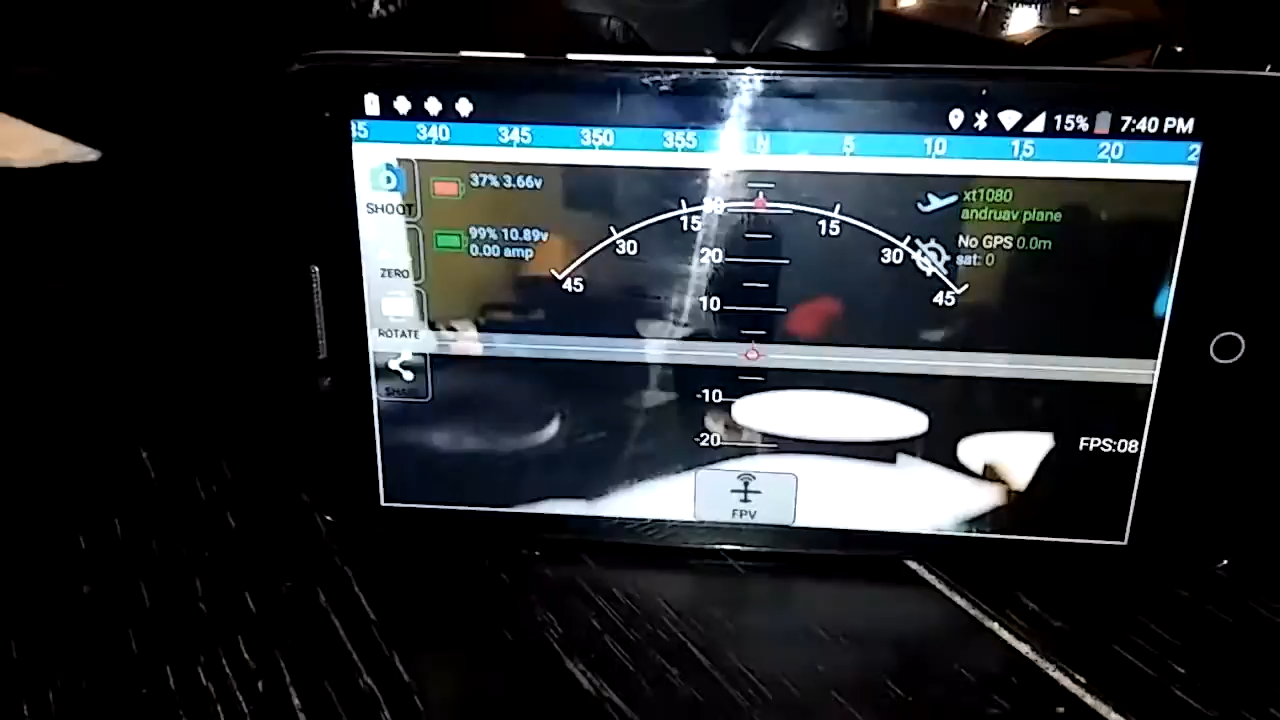 15% 7:40 PM
340 345 350 355 N 5 10 15 20
SHOOT
37% 3.66v
99% 10.89v
0.00 amp
xt1080
andruav plane
No GPS 0.0m
sat: 0
45 30 15 15 30 45
20
10
-10
-20
ZERO
ROTATE
FPS:08
FPV